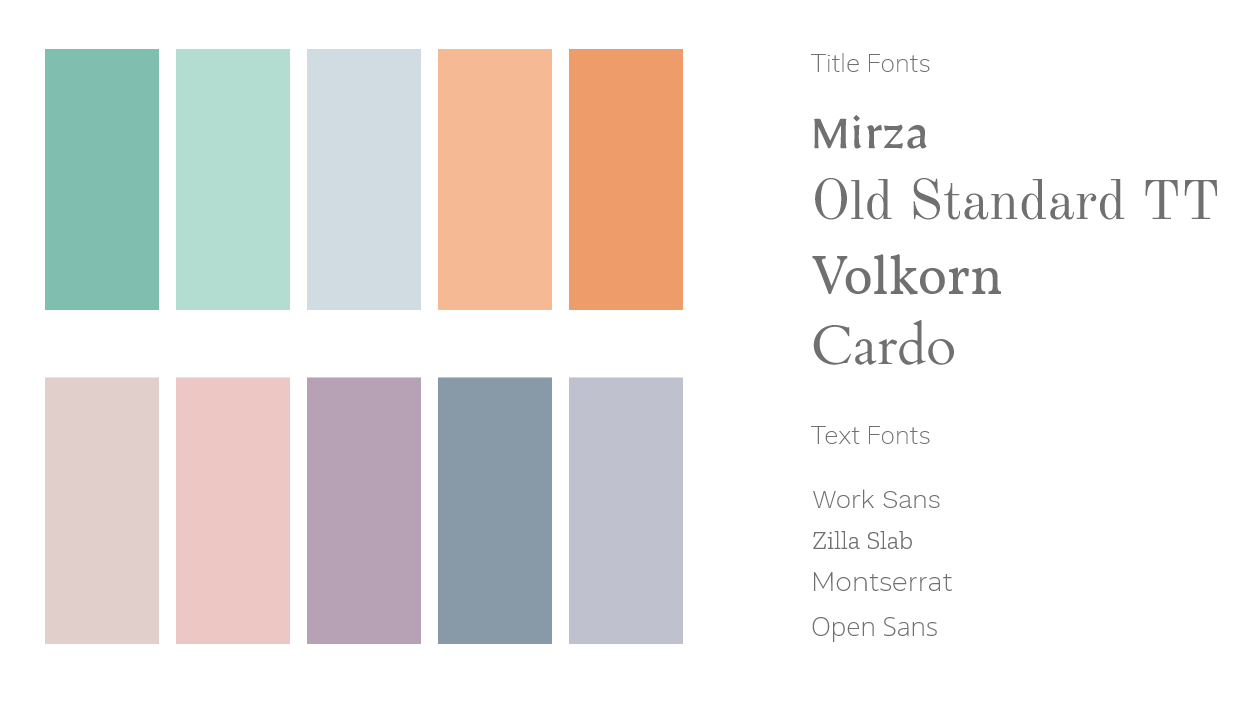 Title Fonts
Mirza
Old Standard TT
Volkorn
Cardo
Text Fonts
Work Sans
Zilla Slab
Montserrat
Open Sans